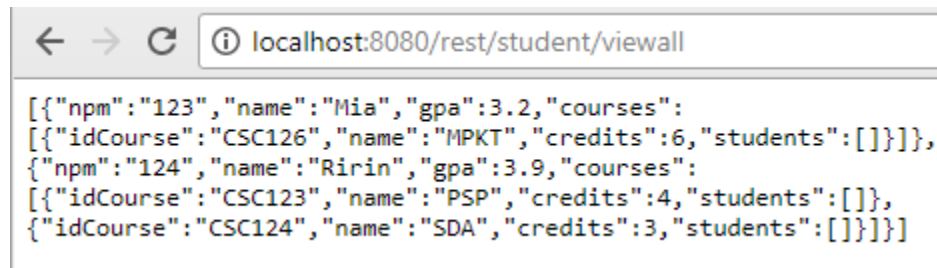 localhost:8080/rest/student/viewall
[{"npm":"123","name":"Mia","gpa":3.2,"courses":
[{"idCourse":"CSC126","name":"MPKT","credits":6,"students":[]}]},
{"npm":"124","name":"Ririn","gpa":3.9,"courses":
[{"idCourse":"CSC123","name":"PSP","credits":4,"students":[]},
{"idCourse":"CSC124","name":"SDA","credits":3,"students":[]}]}]